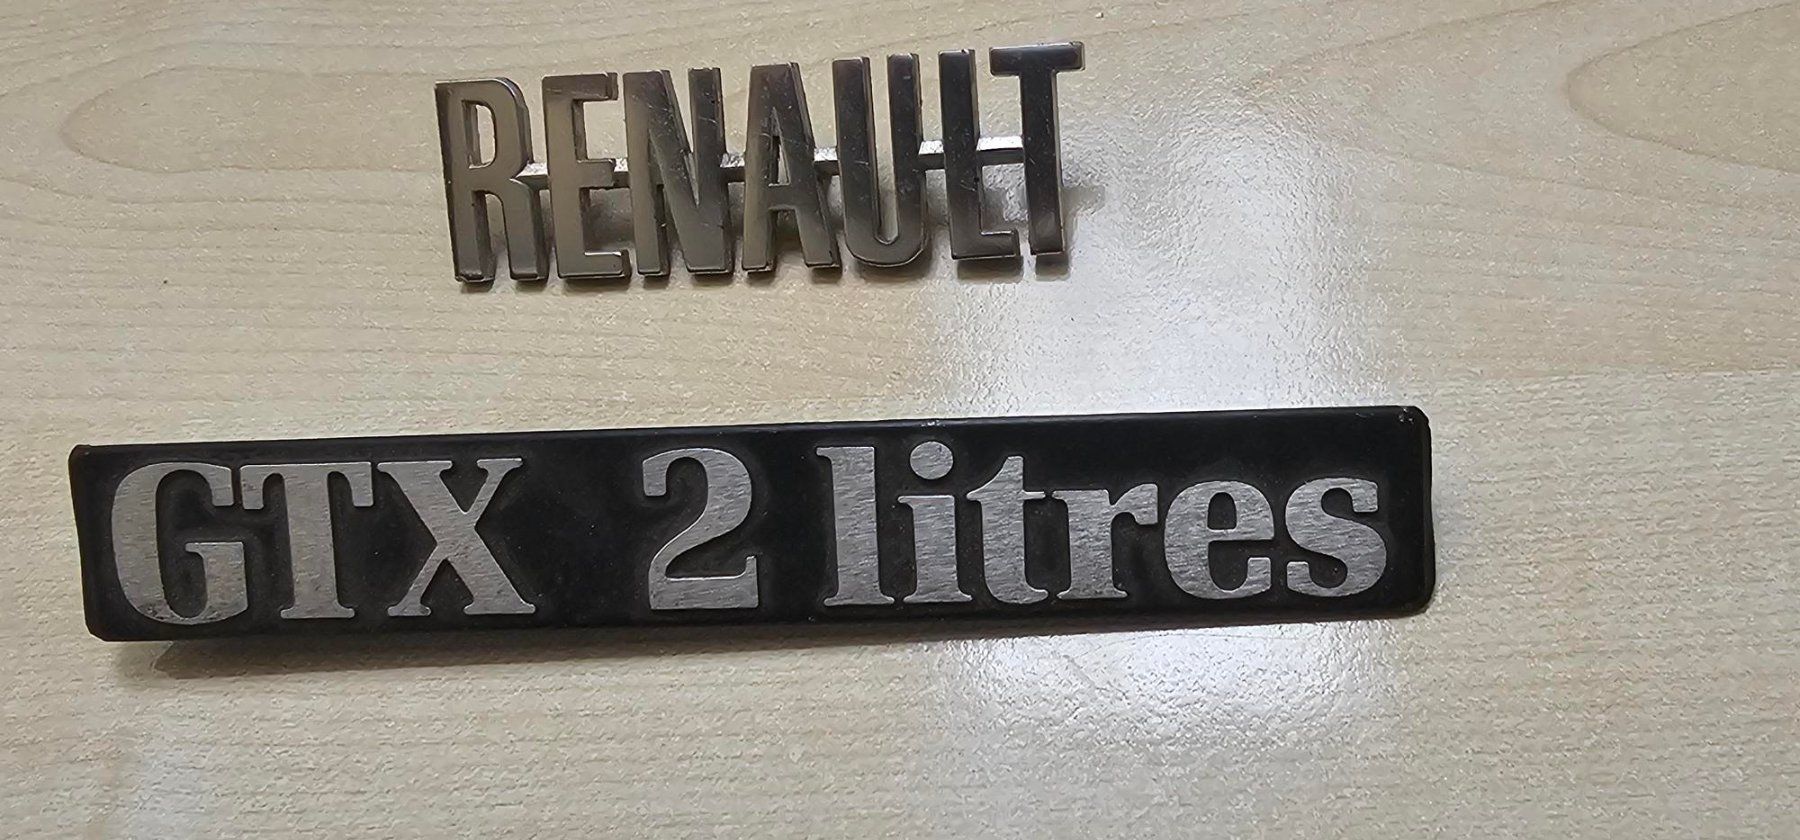 RENAULT
GTX 2 litres